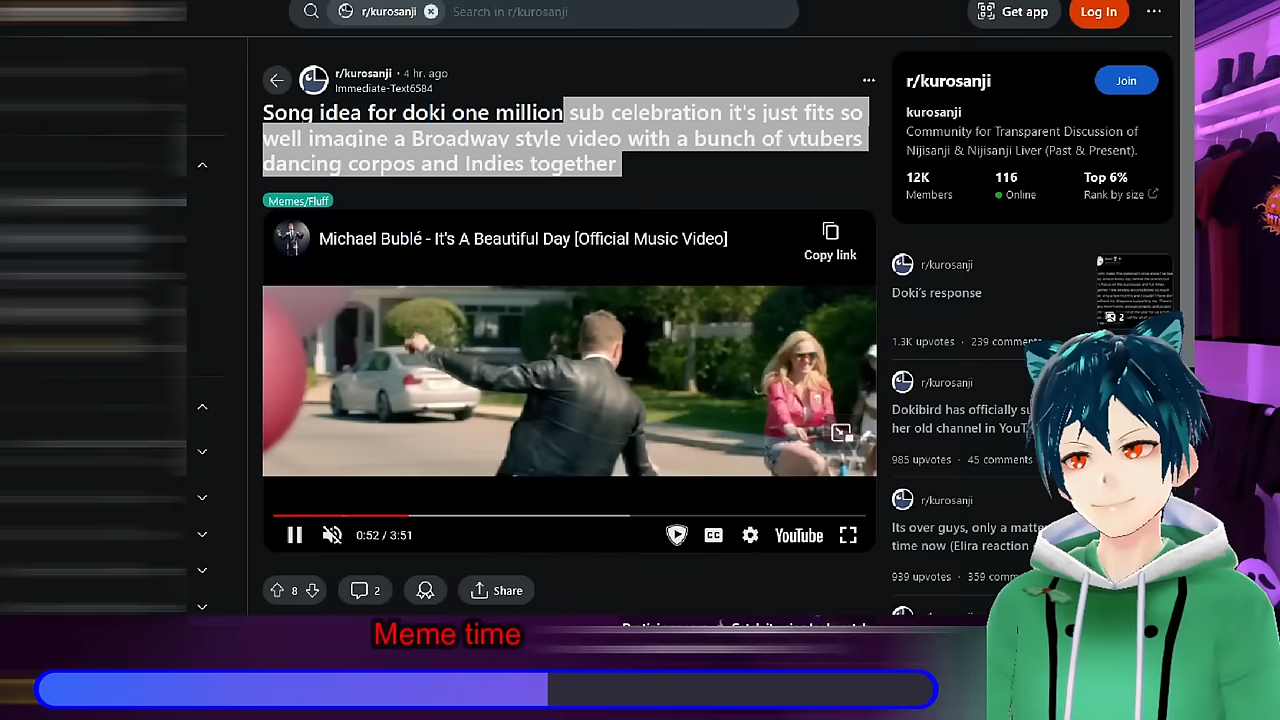 r/kurosanji
Search in r/kurosanji
Get app
Log In
r/kurosanji • 4 hr. ago
Immediate-Text6584
Song idea for doki one million sub celebration it's just fits so
well imagine a Broadway style video with a bunch of vtubers
dancing corpos and Indies together
Memes/Fluff
Michael Bublé - It's A Beautiful Day [Official Music Video]
Copy link
0:52 / 3:51
CC
YouTube
8
2
Share
r/kurosanji
Join
kurosanji
Community for Transparent Discussion of
Nijisanji & Nijisanji Liver (Past & Present).
12K
116
Top 6%
Members
Online
Rank by size
r/kurosanji
Doki's response
2
1.3K upvotes · 239 comments
r/kurosanji
Dokibird has officially
her old channel in
985 upvotes · 45 comments
r/kurosanji
Its over guys, only a
time now (Elira reaction
939 upvotes · 359
Meme time